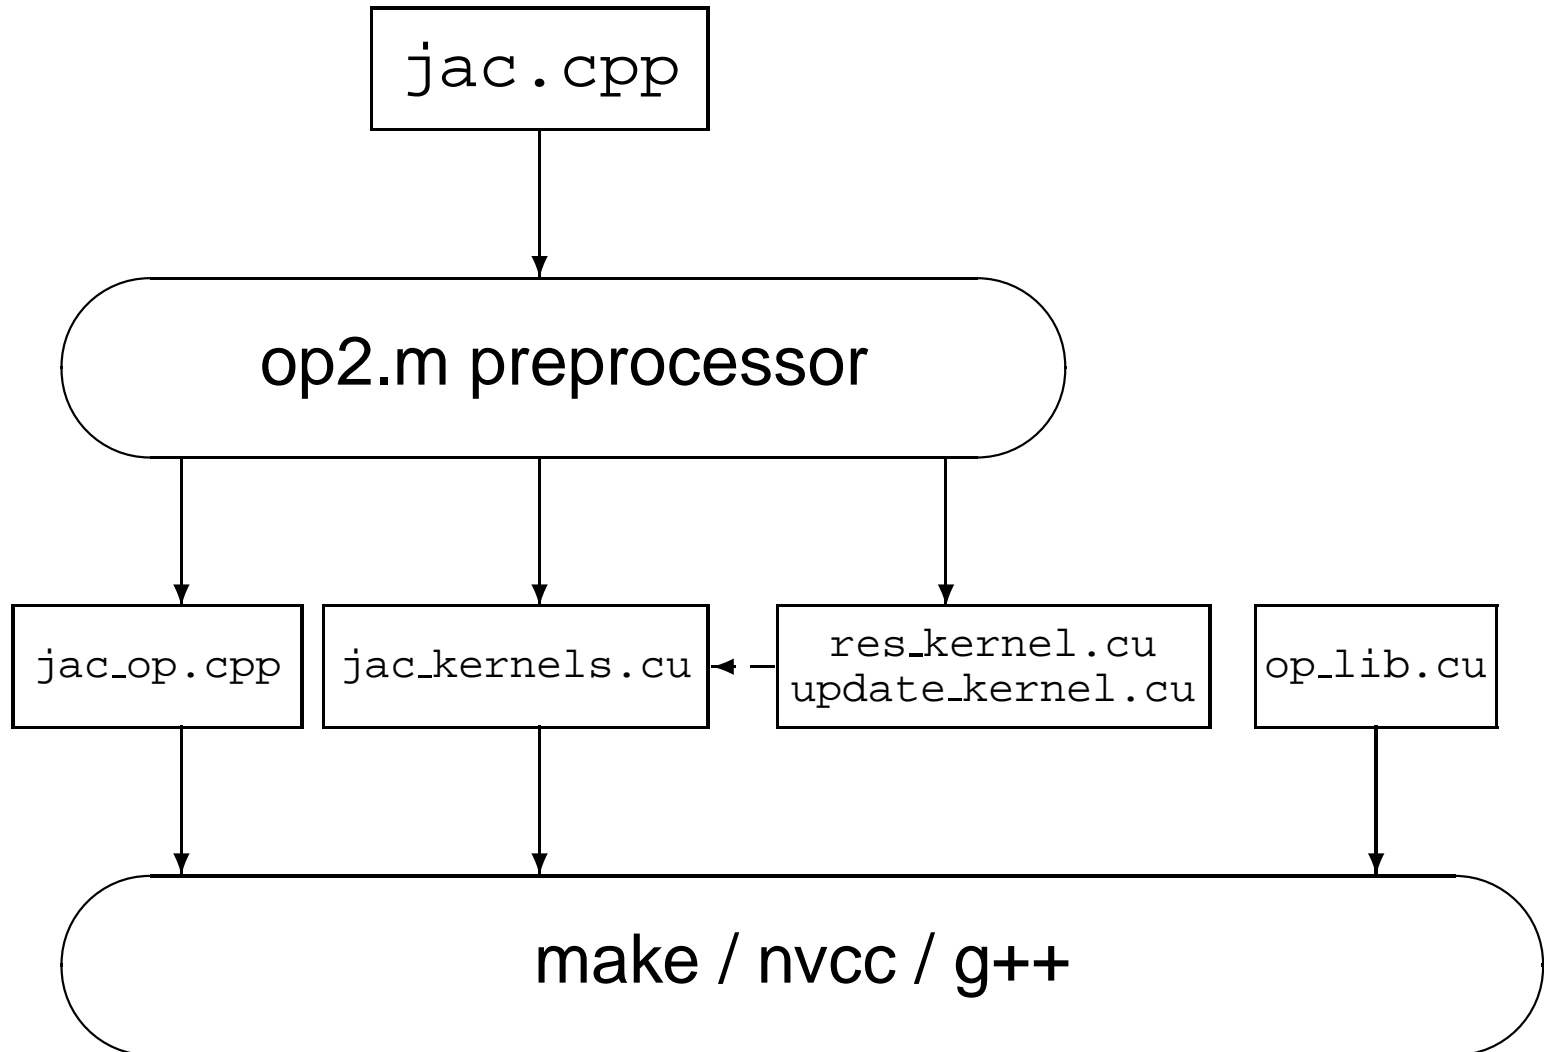 jac.cpp
op2.m preprocessor
jac_op.cpp
jac_kernels.cu
res_kernel.cu
update_kernel.cu
op_lib.cu
make / nvcc / g++